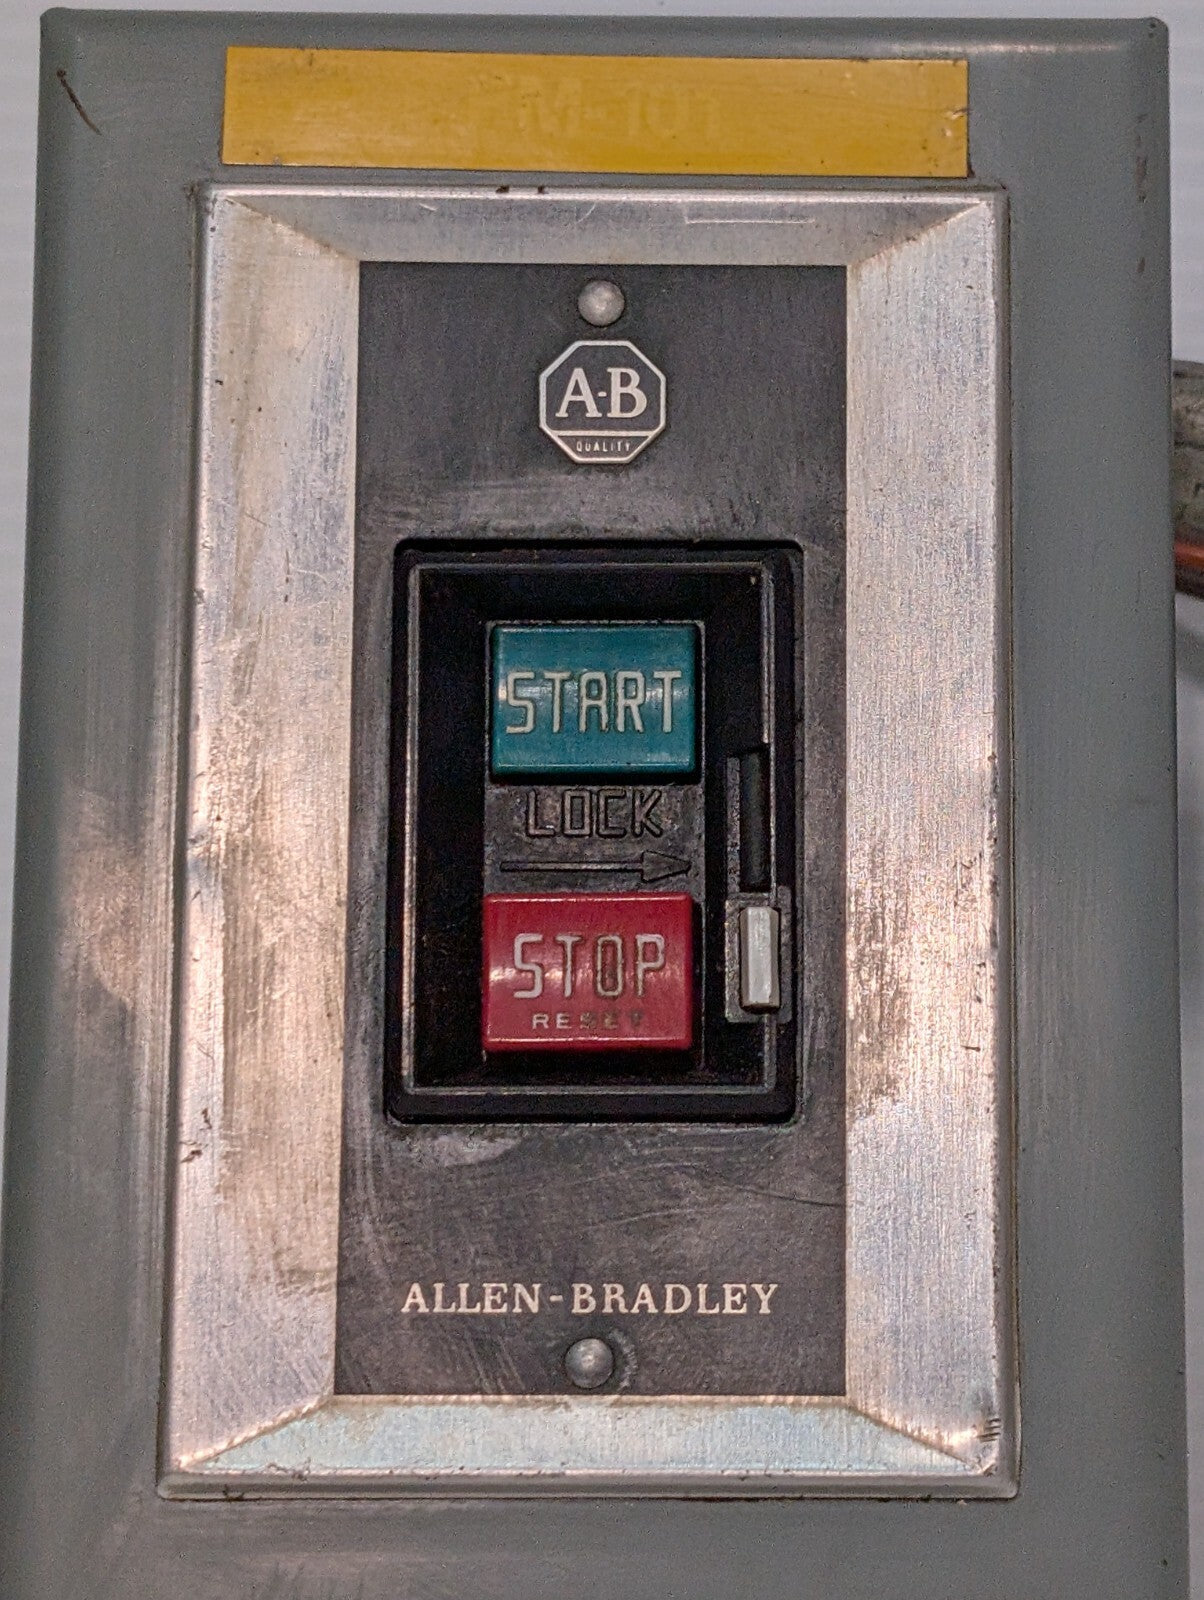 A-B
QUALITY
START
LOCK
STOP
RESET
ALLEN-BRADLEY